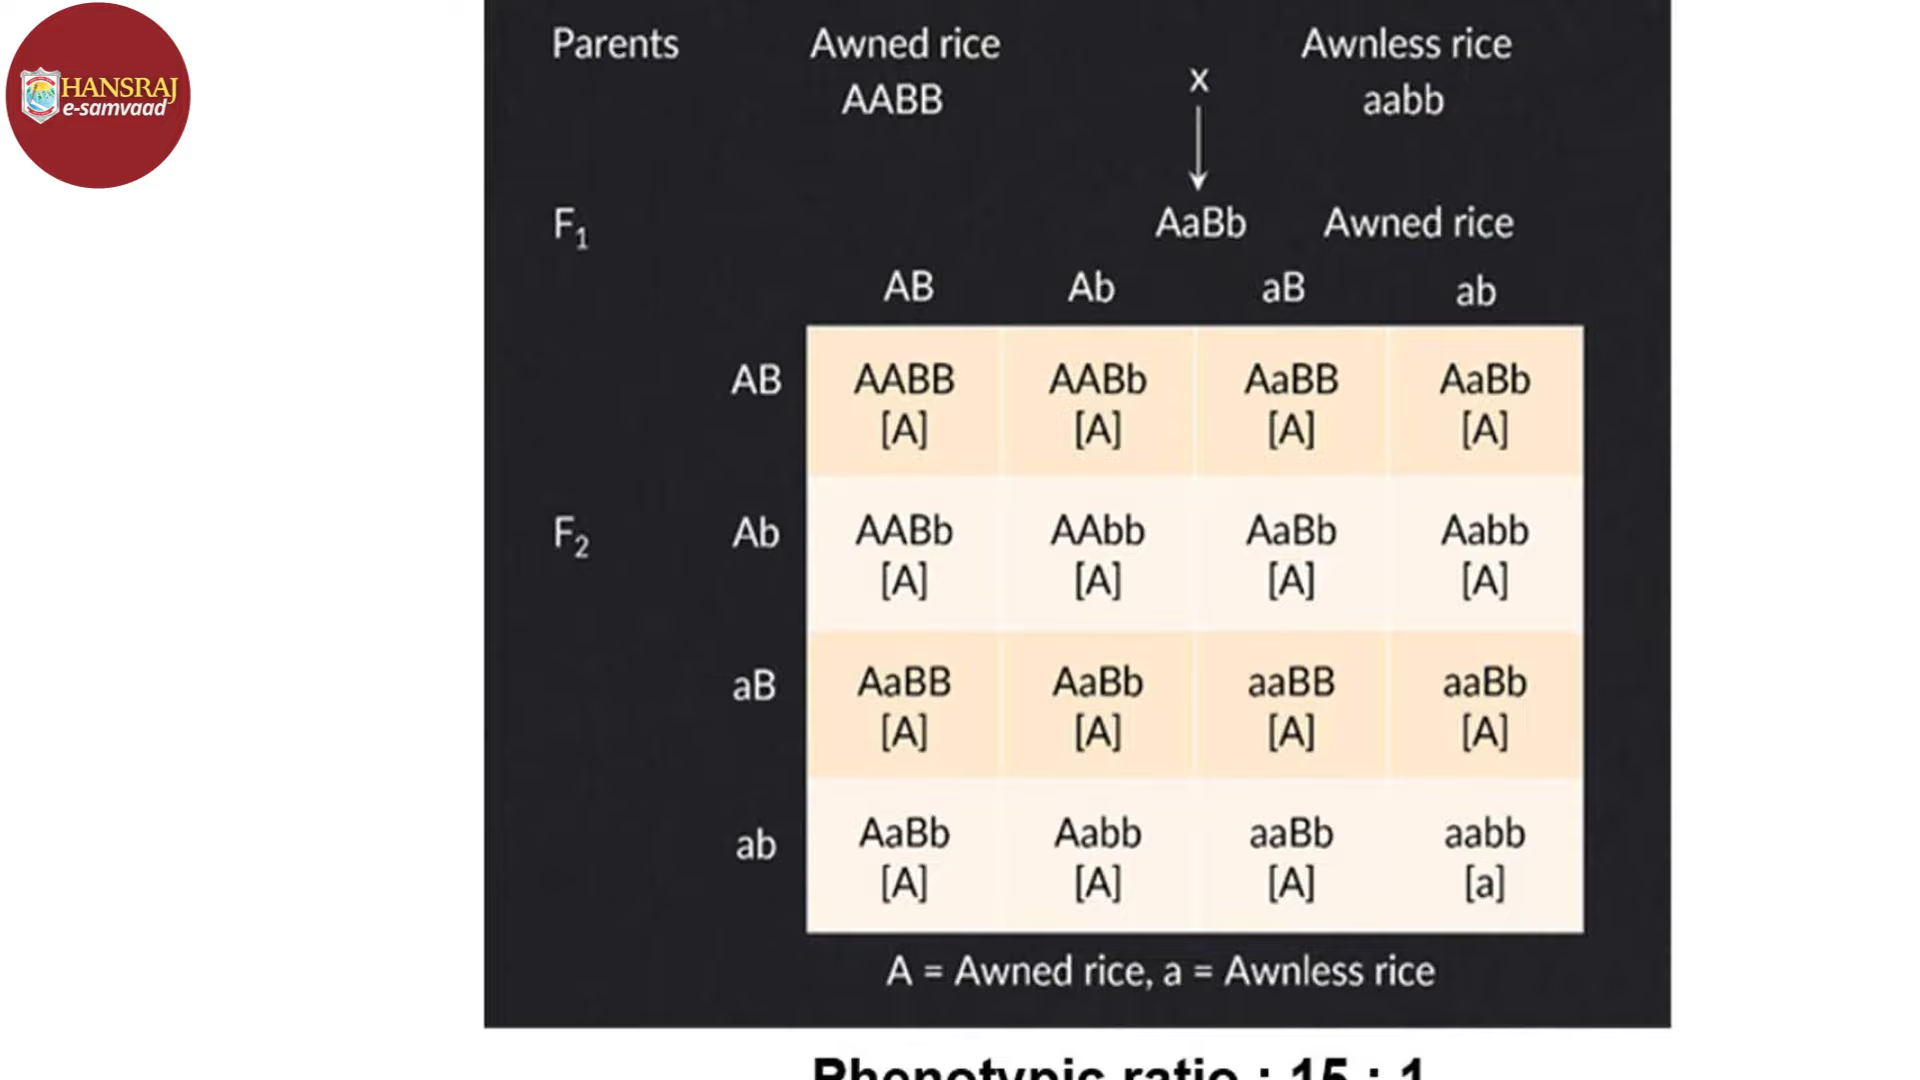 HANSRAJ
e-samvaad
Parents Awned rice Awnless rice
AABB x aabb
F₁ AaBb Awned rice
AB Ab aB ab
AB AABB AABb AaBB AaBb
[A] [A] [A] [A]
F₂ Ab AABb AAbb AaBb Aabb
[A] [A] [A] [A]
aB AaBB AaBb aaBB aaBb
[A] [A] [A] [A]
ab AaBb Aabb aaBb aabb
[A] [A] [A] [a]
A = Awned rice, a = Awnless rice
Phenotypic ratio : 15 : 1